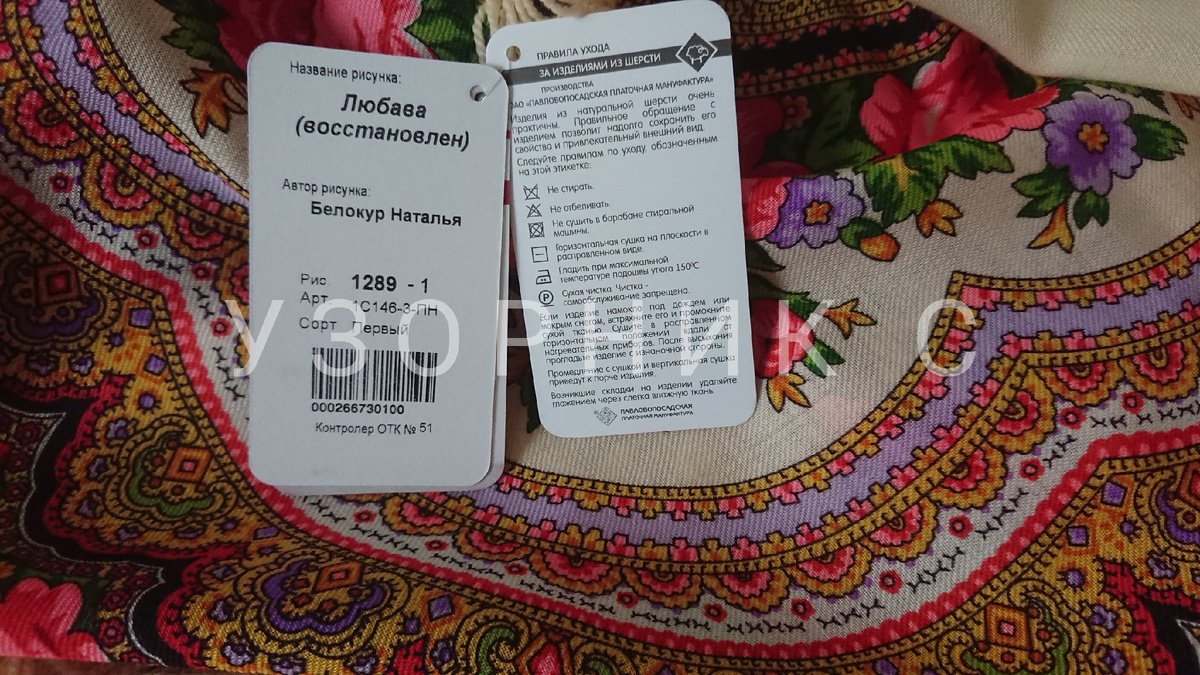 Название рисунка:
Любава
(восстановлен)
Автор рисунка:
Белокур Наталья
Рис 1289 - 1
Арт 1С146-3-ПН
Сорт Первый
000266730100
Контролер ОТК № 51
ПРАВИЛА УХОДА
ЗА ИЗДЕЛИЯМИ ИЗ ШЕРСТИ
ПРОИЗВОДСТВА
ОАО «ПАВЛОВОПОСАДСКАЯ ПЛАТОЧНАЯ МАНУФАКТУРА»
Изделия из натуральной шерсти очень
практичны. Правильное обращение с
изделием позволит надолго сохранить его
свойства и привлекательный внешний вид.
Следуйте правилам по уходу, обозначенным
на этой этикетке:
Не стирать.
Не отбеливать.
Не сушить в барабане стиральной
машины.
Горизонтальная сушка на плоскости в
расправленном виде.
Гладить при максимальной
температуре подошвы утюга 150°С
P
Сухая чистка. Чистка -
самообслуживание запрещена.
Если изделие намокло под дождем или
мокрым снегом, встряхните его и промокните
сухой тканью. Сушите в расправленном
горизонтальном положении вдали от
нагревательных приборов. После высыхания
прогладьте изделие с изнаночной стороны.
Промедление с сушкой и вертикальная сушка
приведут к порче изделия.
Возникшие складки на изделии удаляйте
глажением через слегка влажную ткань.
ПАВЛОВОПОСАДСКАЯ
ПЛАТОЧНАЯ МАНУФАКТУРА
УЗОРНИК С